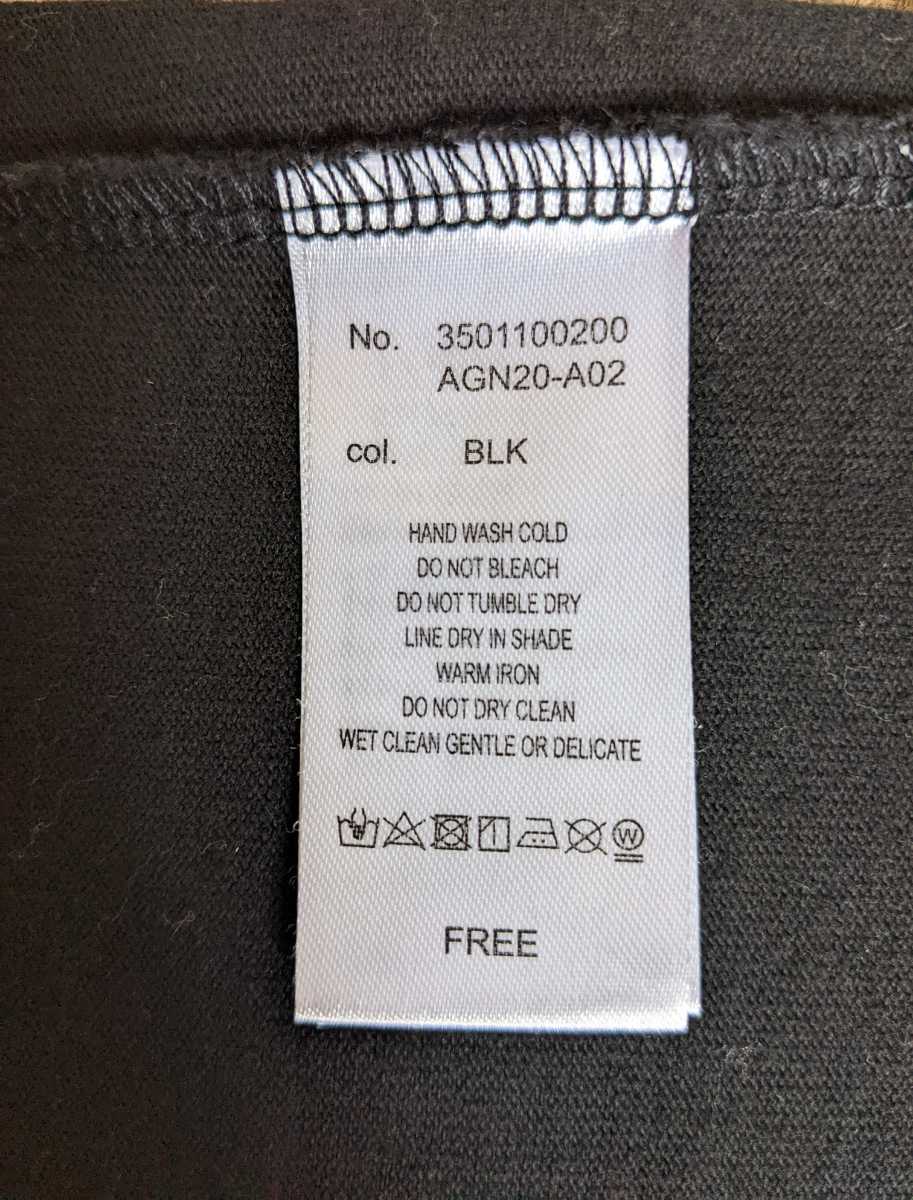 No. 3501100200
AGN20-A02
col. BLK
HAND WASH COLD
DO NOT BLEACH
DO NOT TUMBLE DRY
LINE DRY IN SHADE
WARM IRON
DO NOT DRY CLEAN
WET CLEAN GENTLE OR DELICATE
W
FREE